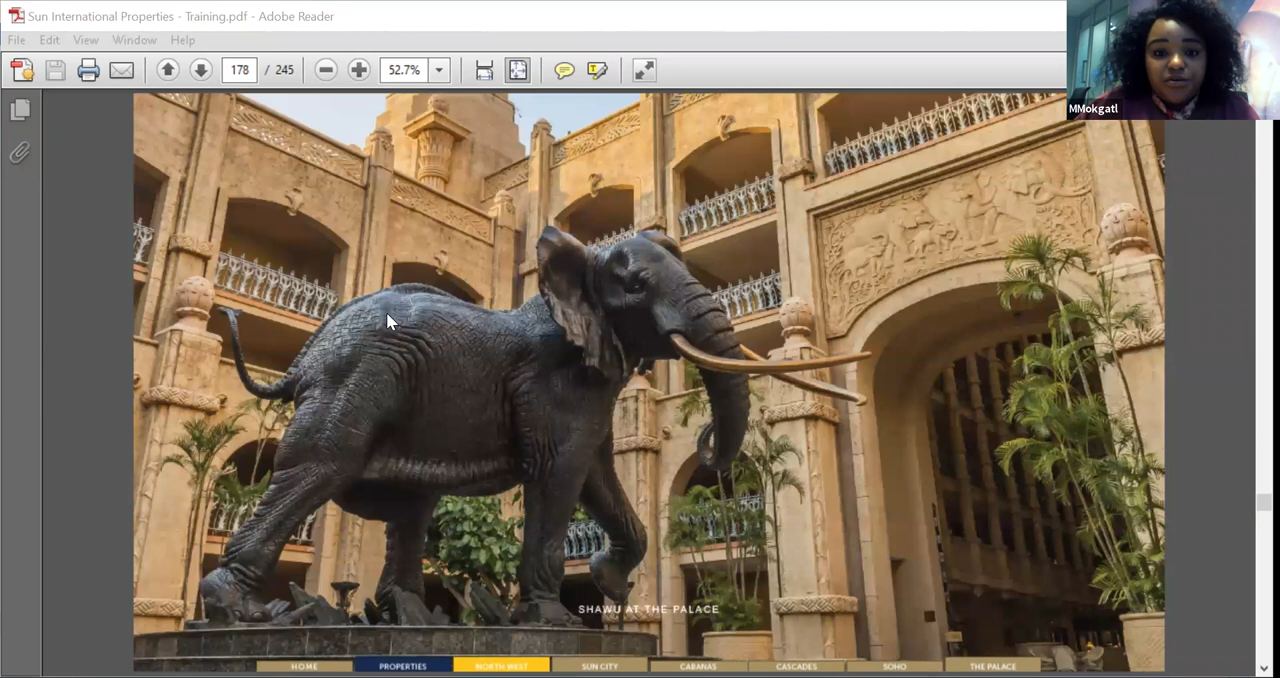 Sun International Properties - Training.pdf - Adobe Reader
File Edit View Window Help
178 / 245 52.7%
MMokgatl
SHAWU AT THE PALACE
HOME PROPERTIES NORTH WEST SUN CITY CABANAS CASCADES SOHO THE PALACE